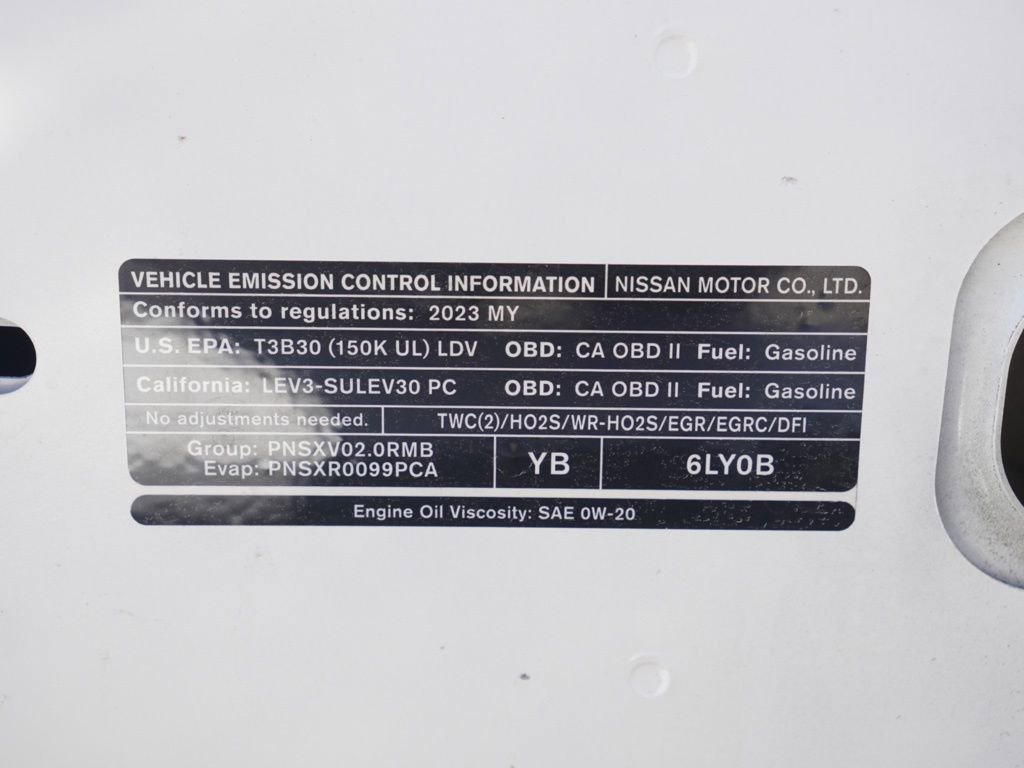 VEHICLE EMISSION CONTROL INFORMATION NISSAN MOTOR CO., LTD.
Conforms to regulations: 2023 MY
U.S. EPA: T3B30 (150K UL) LDV OBD: CA OBD II Fuel: Gasoline
California: LEV3-SULEV30 PC OBD: CA OBD II Fuel: Gasoline
No adjustments needed. TWC(2)/HO2S/WR-HO2S/EGR/EGRC/DFI
Group: PNSXV02.0RMB
Evap: PNSXR0099PCA
YB
6LY0B
Engine Oil Viscosity: SAE 0W-20